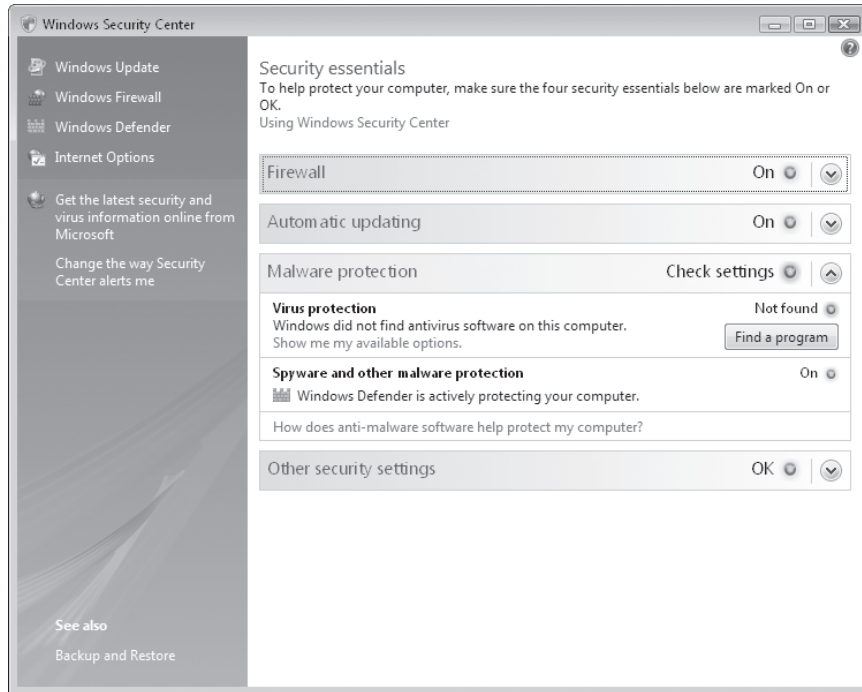 Windows Security Center
Windows Update
Windows Firewall
Windows Defender
Internet Options
Get the latest security and
virus information online from
Microsoft
Change the way Security
Center alerts me
See also
Backup and Restore
Security essentials
To help protect your computer, make sure the four security essentials below are marked On or
OK.
Using Windows Security Center
Firewall On
Automatic updating On
Malware protection Check settings
Virus protection Not found
Windows did not find antivirus software on this computer.
Show me my available options.
Find a program
Spyware and other malware protection On
Windows Defender is actively protecting your computer.
How does anti-malware software help protect my computer?
Other security settings OK